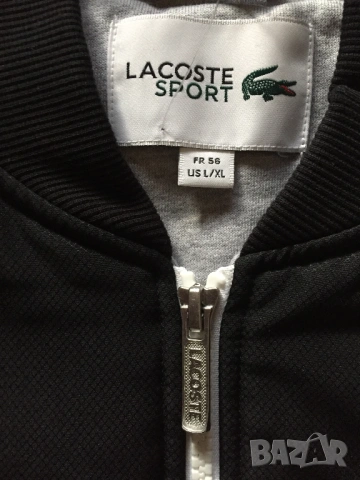 LACOSTE
SPORT
FR 56
US L/XL
LACOSTE
BAZAR